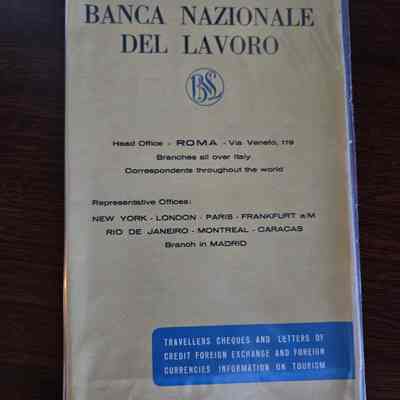 BANCA NAZIONALE
DEL LAVORO
BNL
Head Office - ROMA - Via Veneto, 119
Branches all over Italy
Correspondents throughout the world
Representative Offices:
NEW YORK - LONDON - PARIS - FRANKFURT a/M
RIO DE JANEIRO - MONTREAL - CARACAS
Branch in MADRID
TRAVELLERS CHEQUES AND LETTERS OF
CREDIT FOREIGN EXCHANGE AND FOREIGN
CURRENCIES INFORMATION ON TOURISM